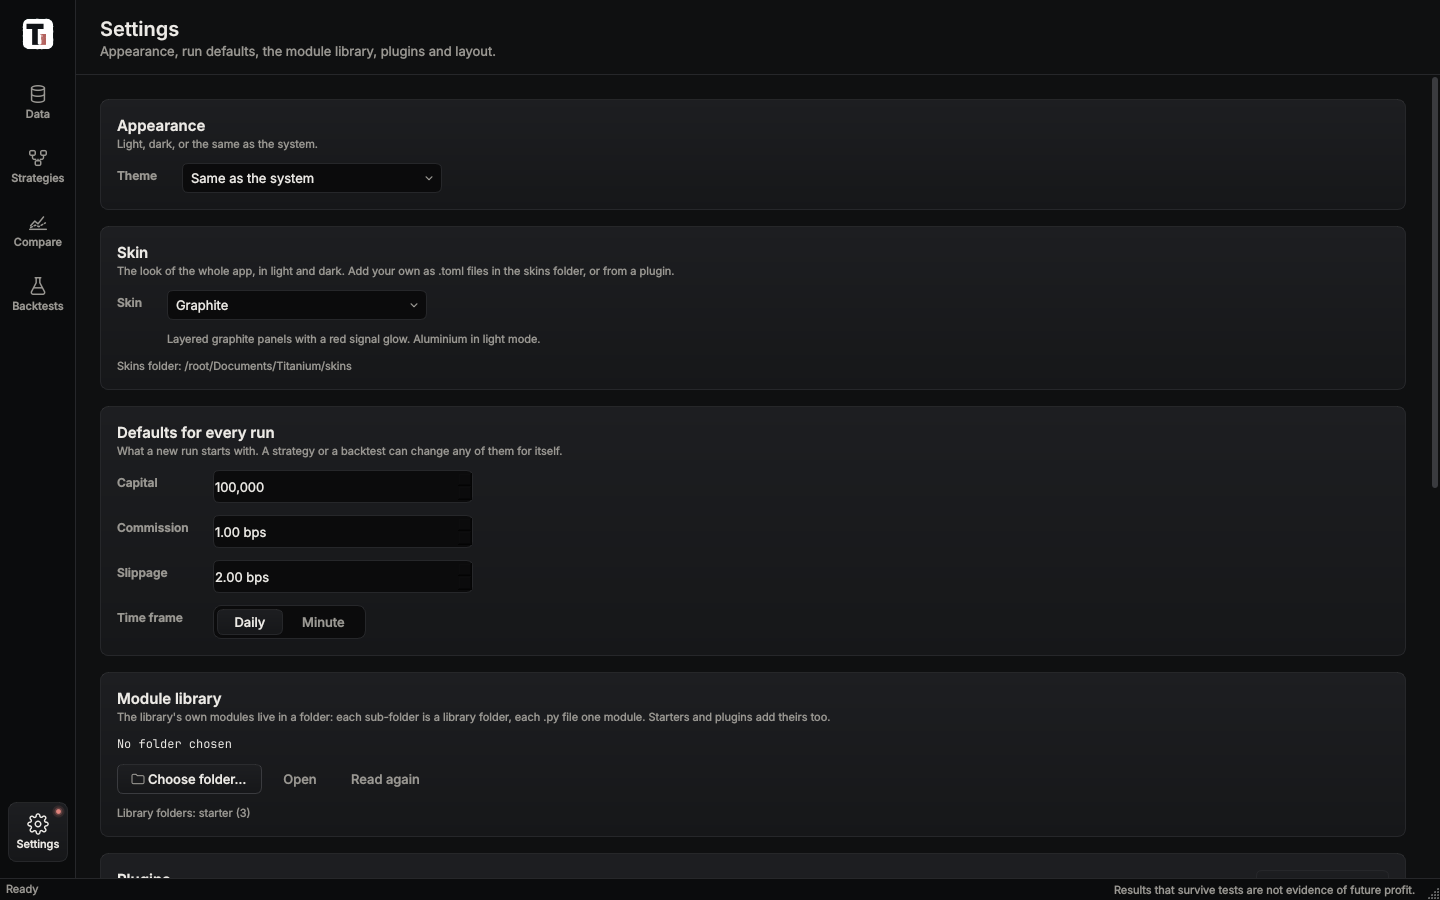 Settings
Appearance, run defaults, the module library, plugins and layout.
Data
Strategies
Compare
Backtests
Settings
Appearance
Light, dark, or the same as the system.
Theme
Same as the system
Skin
The look of the whole app, in light and dark. Add your own as .toml files in the skins folder, or from a plugin.
Skin
Graphite
Layered graphite panels with a red signal glow. Aluminium in light mode.
Skins folder: /root/Documents/Titanium/skins
Defaults for every run
What a new run starts with. A strategy or a backtest can change any of them for itself.
Capital
100,000
Commission
1.00 bps
Slippage
2.00 bps
Time frame
Daily
Minute
Module library
The library's own modules live in a folder: each sub-folder is a library folder, each .py file one module. Starters and plugins add theirs too.
No folder chosen
Choose folder...
Open
Read again
Library folders: starter (3)
Plugins
Ready
Results that survive tests are not evidence of future profit.